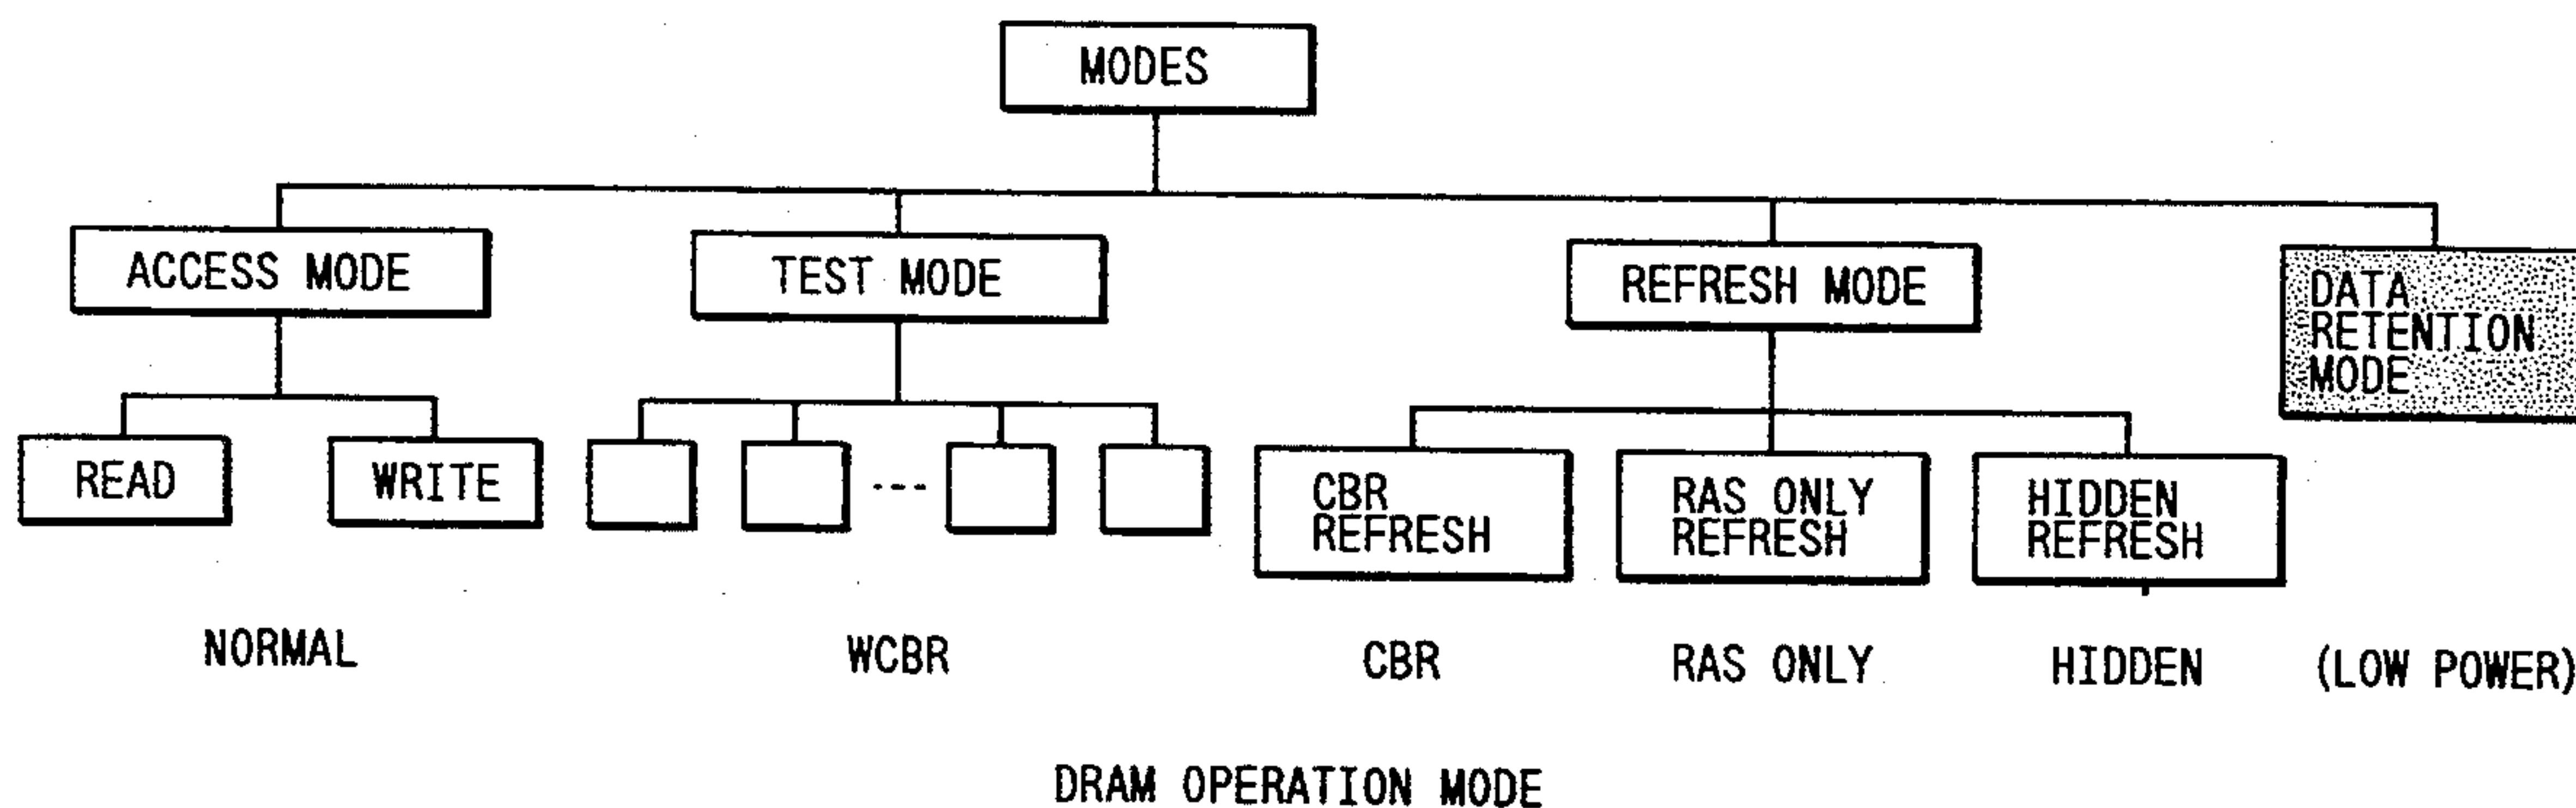 MODES
ACCESS MODE
TEST MODE
REFRESH MODE
DATA
RETENTION
MODE
READ
WRITE
---
CBR
REFRESH
RAS ONLY
REFRESH
HIDDEN
REFRESH
NORMAL
WCBR
CBR
RAS ONLY
HIDDEN
(LOW POWER)
DRAM OPERATION MODE